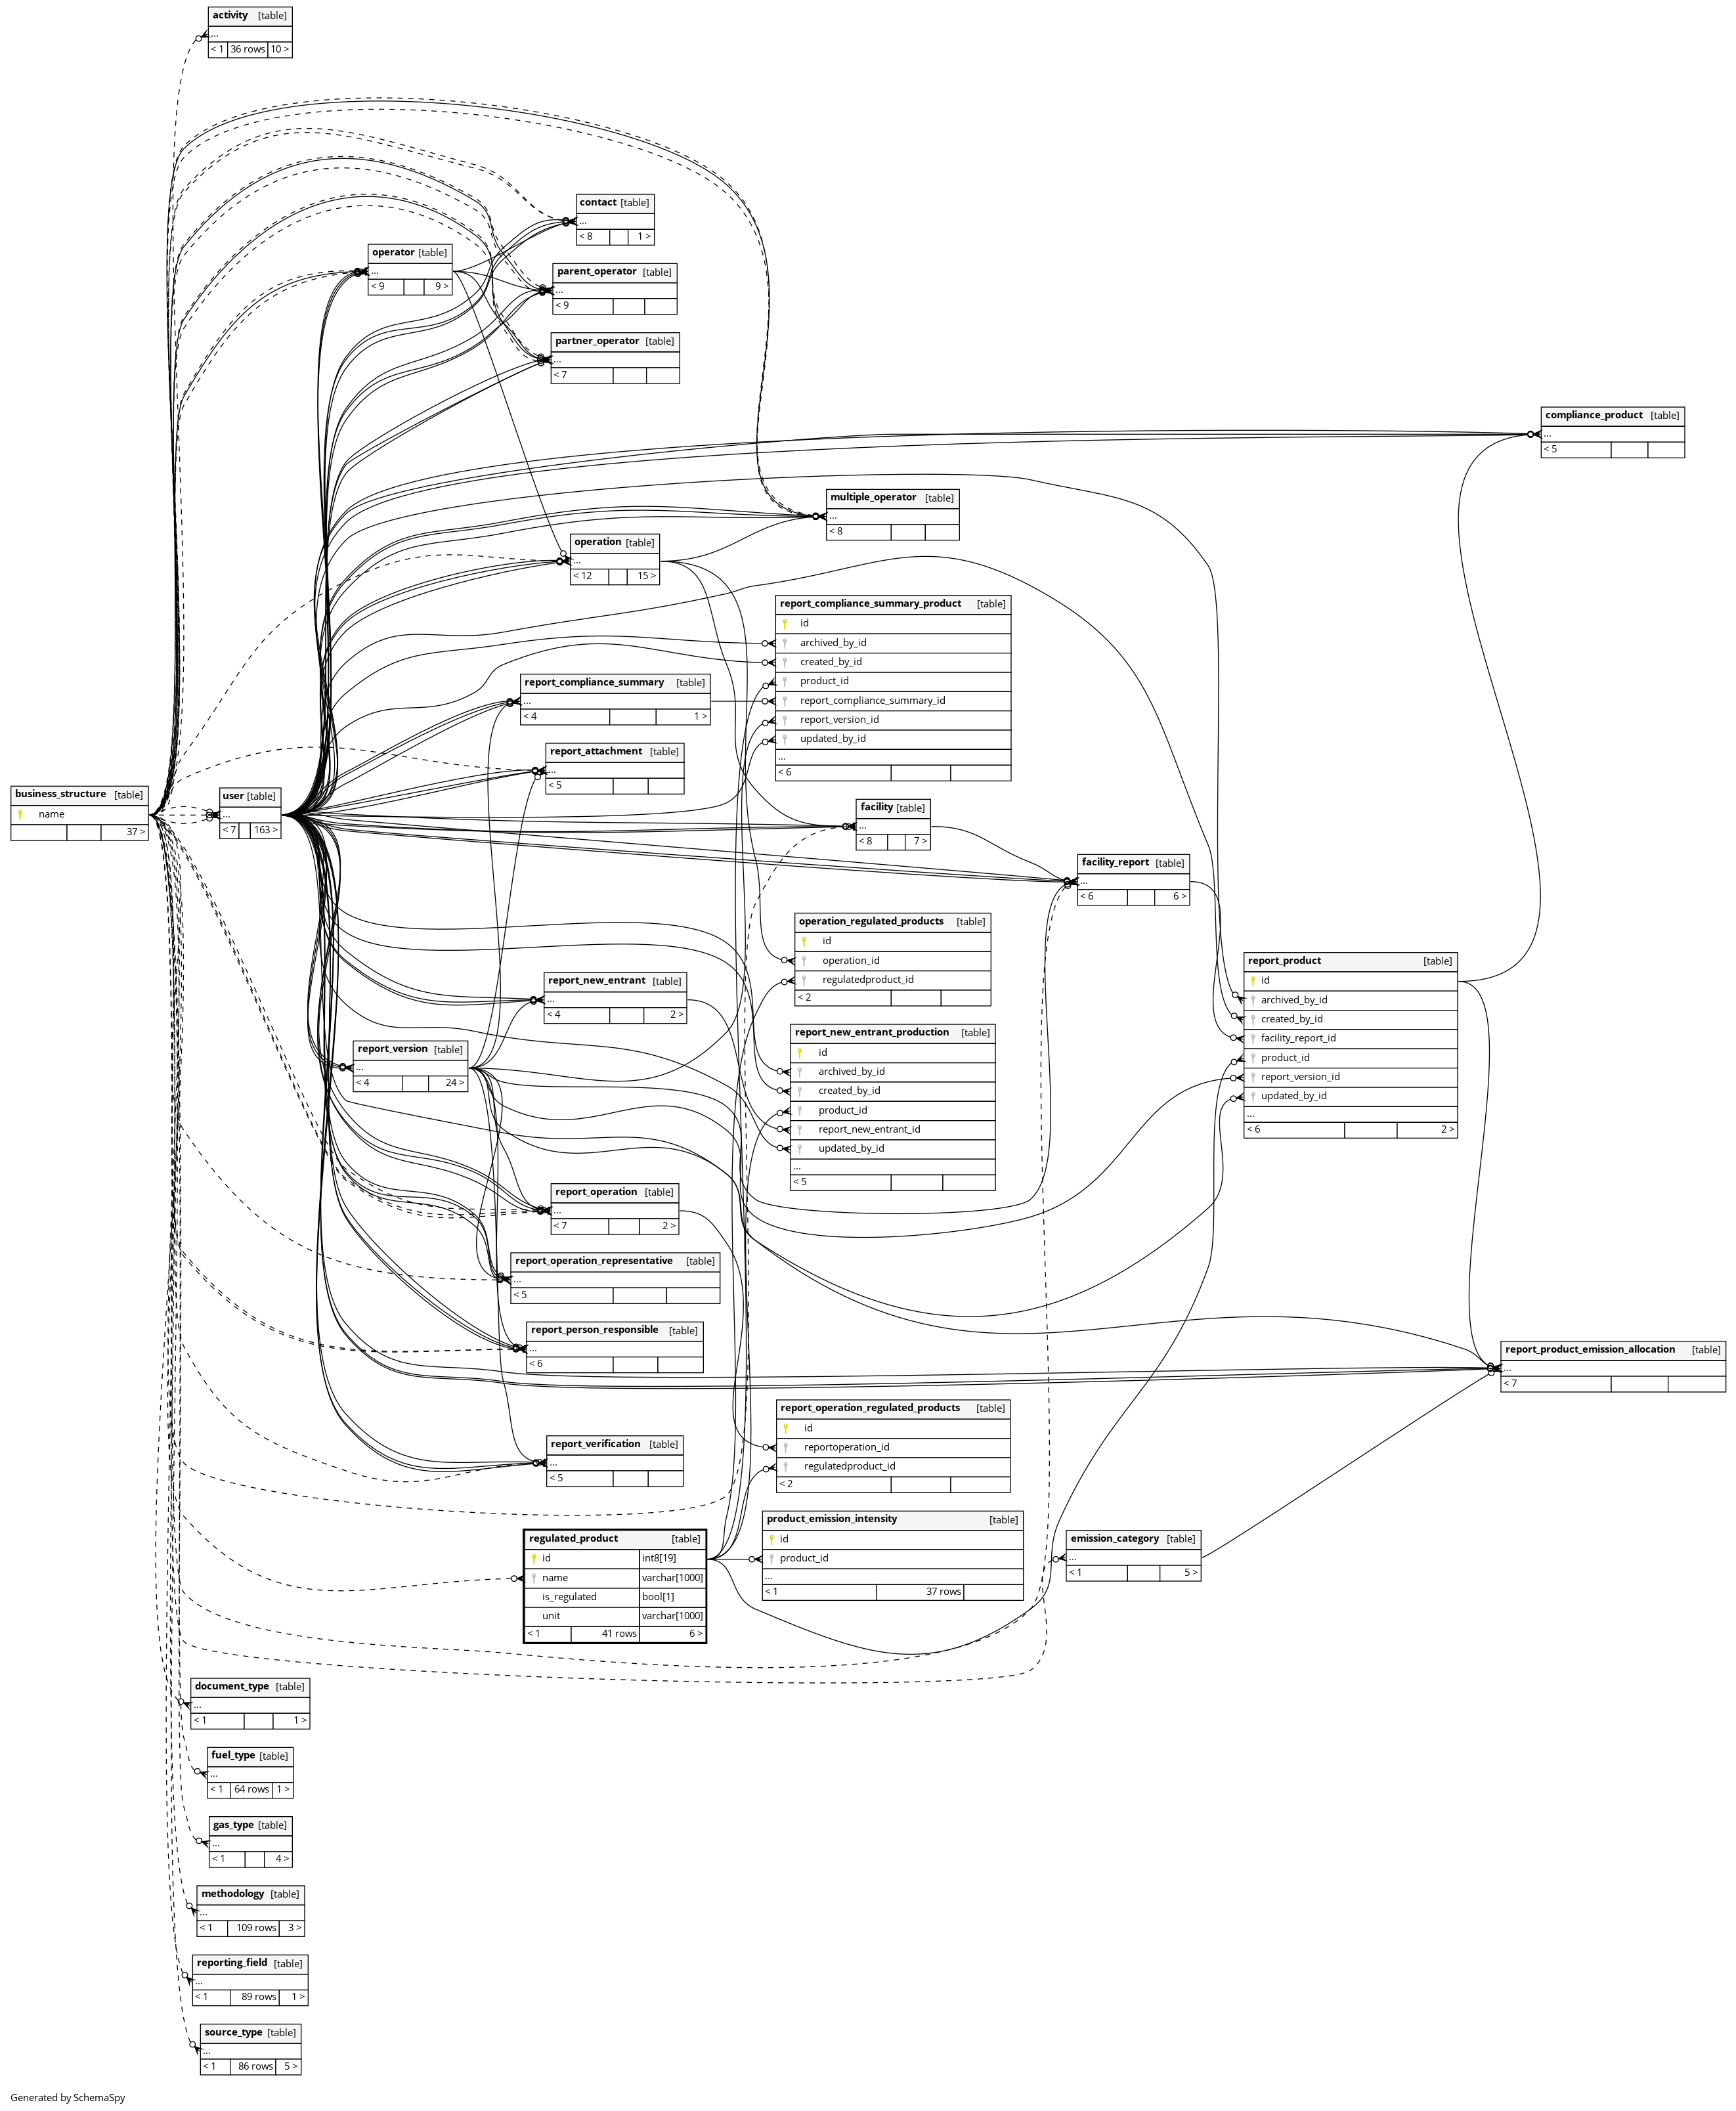 activity [table]
...
< 1 36 rows 10 >
contact [table]
...
< 8 1 >
operator [table]
...
< 9 9 >
parent_operator [table]
...
< 9
partner_operator [table]
...
< 7
compliance_product [table]
...
< 5
multiple_operator [table]
...
< 8
operation [table]
...
< 12 15 >
report_compliance_summary_product [table]
id
archived_by_id
created_by_id
product_id
report_compliance_summary_id
report_version_id
updated_by_id
...
< 6
report_compliance_summary [table]
...
< 4 1 >
report_attachment [table]
...
< 5
business_structure [table]
name
37 >
user [table]
...
< 7 163 >
facility [table]
...
< 8 7 >
facility_report [table]
...
< 6 6 >
operation_regulated_products [table]
id
operation_id
regulatedproduct_id
< 2
report_product [table]
id
archived_by_id
created_by_id
facility_report_id
product_id
report_version_id
updated_by_id
...
< 6 2 >
report_new_entrant [table]
...
< 4 2 >
report_new_entrant_production [table]
id
archived_by_id
created_by_id
product_id
report_new_entrant_id
updated_by_id
...
< 5
report_version [table]
...
< 4 24 >
report_operation [table]
...
< 7 2 >
report_operation_representative [table]
...
< 5
report_person_responsible [table]
...
< 6
report_product_emission_allocation [table]
...
< 7
report_operation_regulated_products [table]
id
reportoperation_id
regulatedproduct_id
< 2
report_verification [table]
...
< 5
product_emission_intensity [table]
id
product_id
...
< 1 37 rows
regulated_product [table]
id int8[19]
name varchar[1000]
is_regulated bool[1]
unit varchar[1000]
< 1 41 rows 6 >
emission_category [table]
...
< 1 5 >
document_type [table]
...
< 1 1 >
fuel_type [table]
...
< 1 64 rows 1 >
gas_type [table]
...
< 1 4 >
methodology [table]
...
< 1 109 rows 3 >
reporting_field [table]
...
< 1 89 rows 1 >
source_type [table]
...
< 1 86 rows 5 >
Generated by SchemaSpy